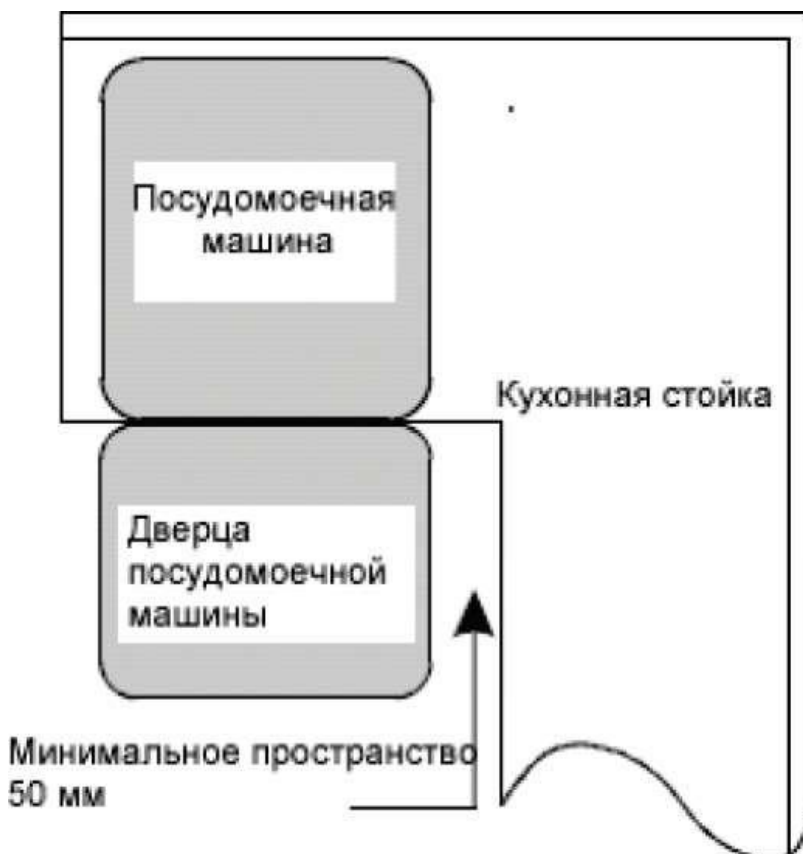 Посудомоечная
машина
Кухонная стойка
Дверца
посудомоечной
машины
Минимальное пространство
50 мм